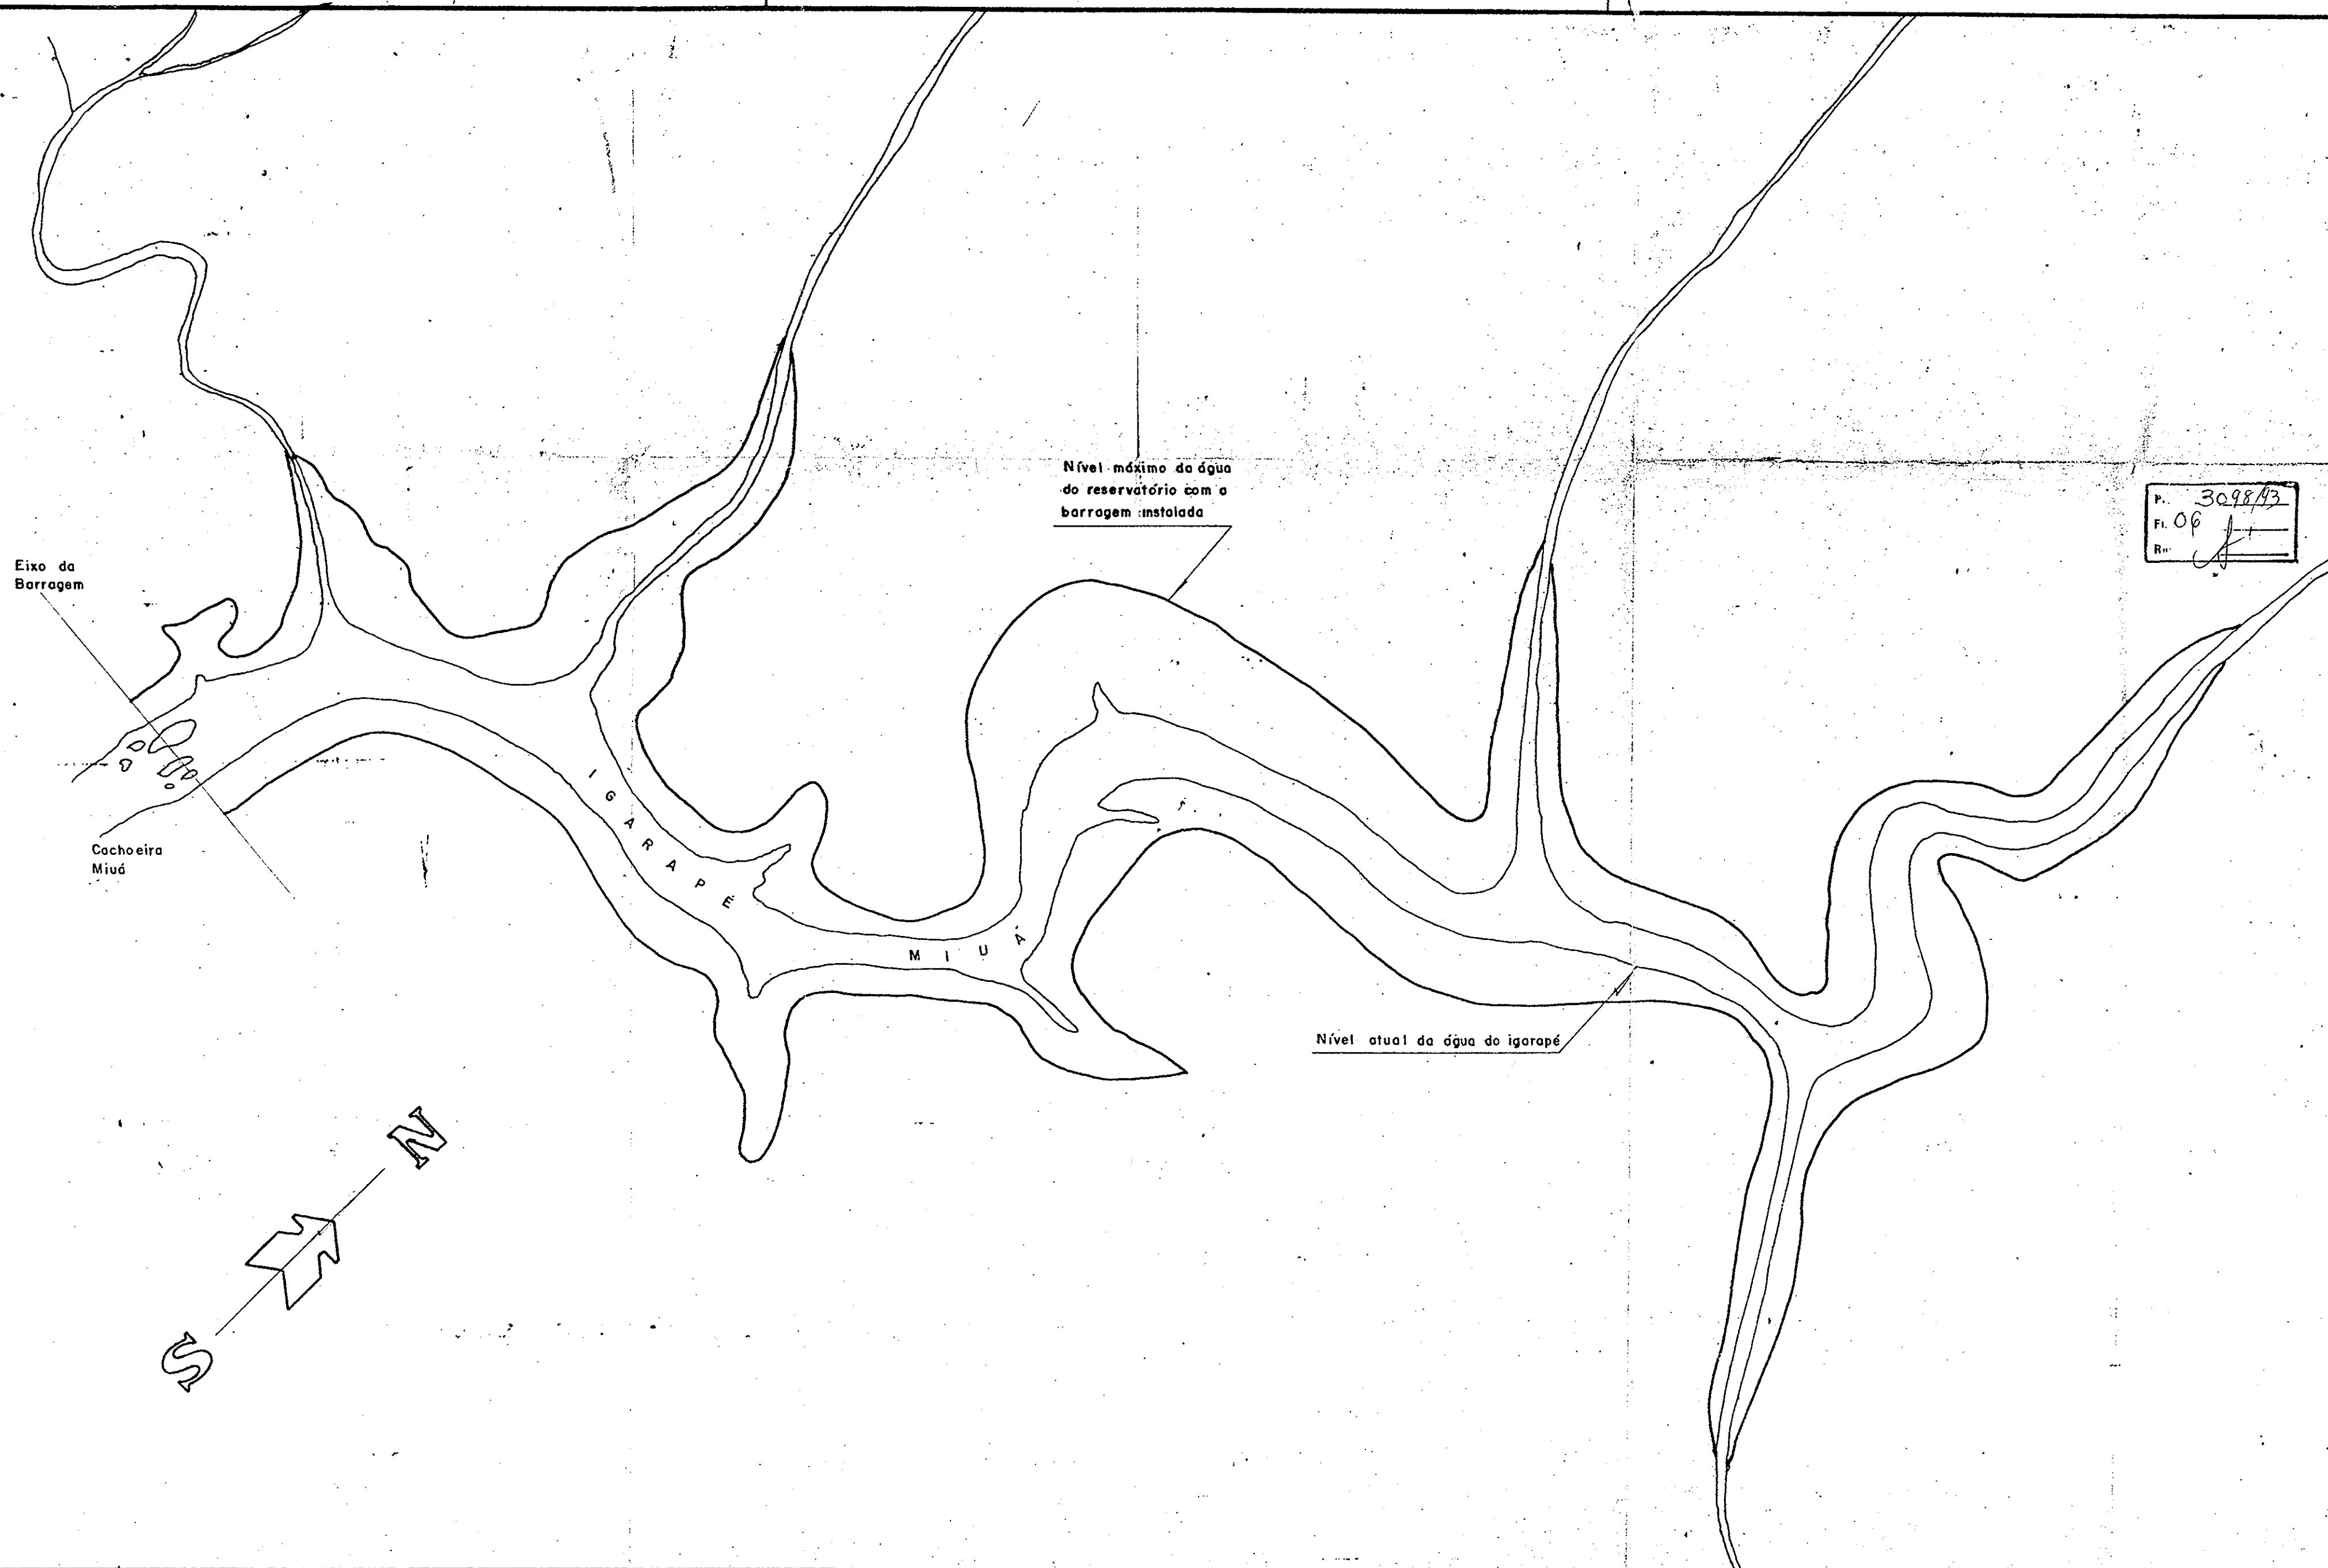 Nível máximo da água
do reservatório com a
barragem instalada
P. 3098/93
Fl. 06
Eixo da
Barragem
IGARAPÉ
MIUÁ
Cachoeira
Miuá
Nível atual da água do igarapé
N
S